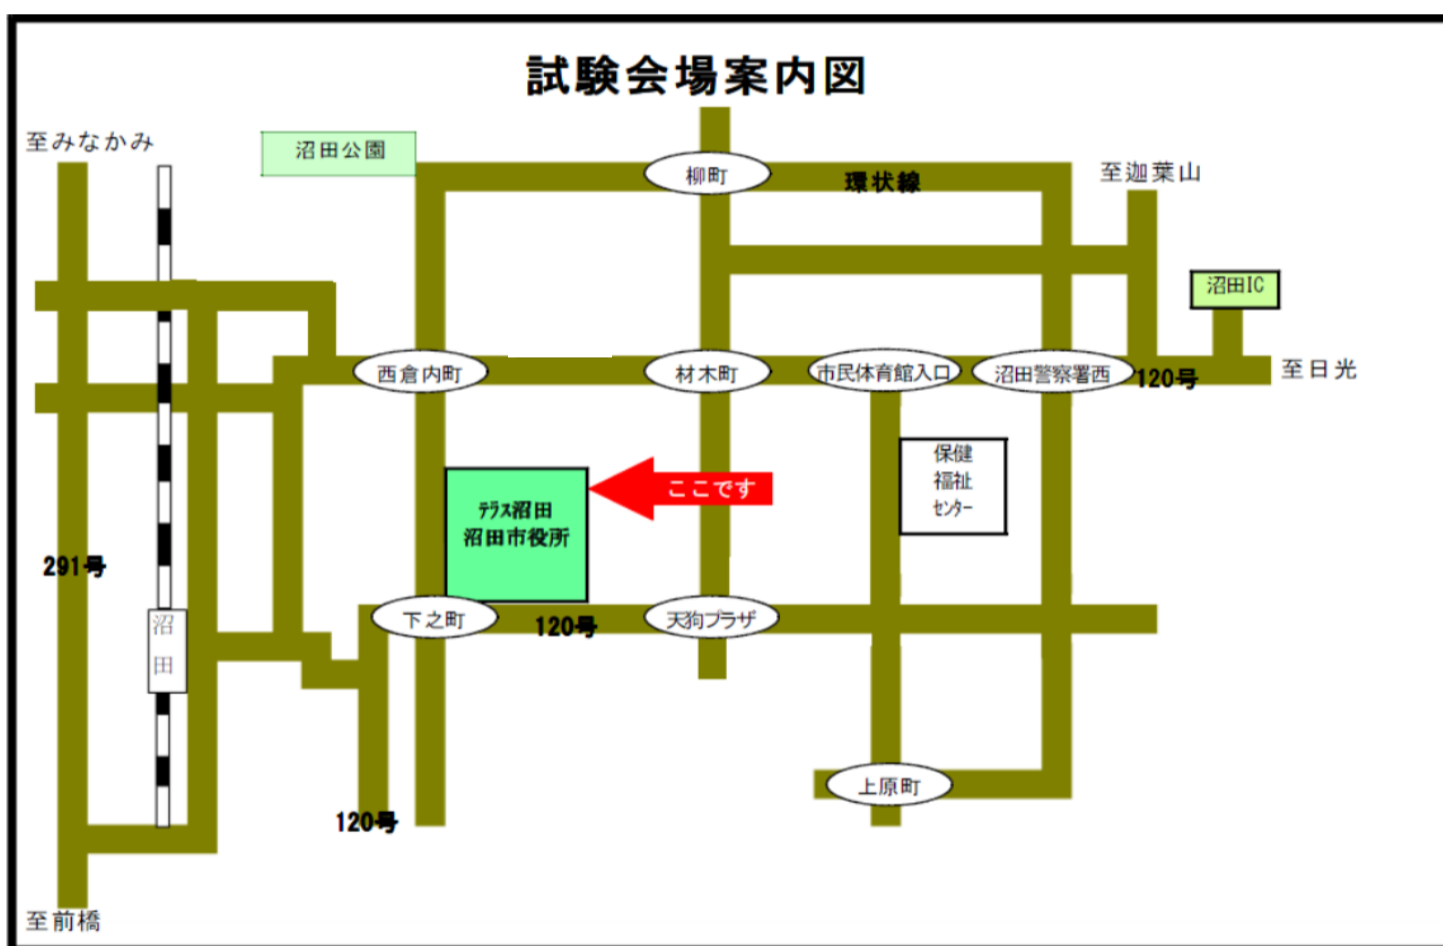 試験会場案内図
至みなかみ
沼田公園
柳町
環状線
至迦葉山
沼田IC
西倉内町
材木町
市民体育館入口
沼田警察署西
120号
至日光
ﾃﾗｽ沼田
沼田市役所
ここです
保健
福祉
ｾﾝﾀｰ
291号
沼
田
下之町
120号
天狗プラザ
上原町
120号
至前橋